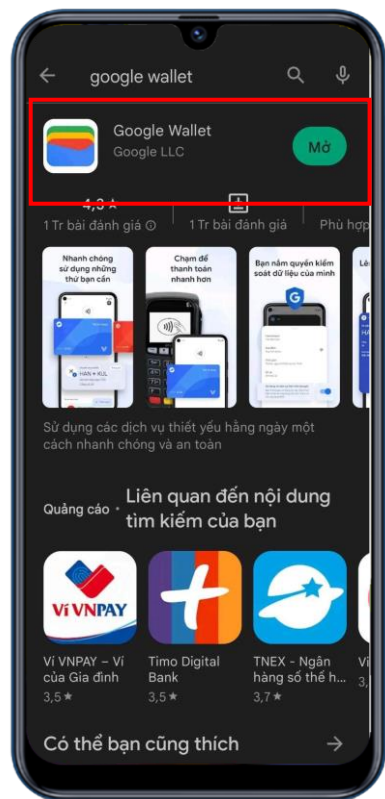 google wallet
Google Wallet
Google LLC
Mở
4,3 ★
1 Tr bài đánh giá
1 Tr bài đánh giá
Phù hợp
Nhanh chóng
sử dụng những
thứ bạn cần
Chạm để
thanh toán
nhanh hơn
Bạn nắm quyền kiểm
soát dữ liệu của mình
HAN
KUL
G
Sử dụng các dịch vụ thiết yếu hằng ngày một
cách nhanh chóng và an toàn
Quảng cáo •
Liên quan đến nội dung
tìm kiếm của bạn
Ví VNPAY
Ví VNPAY – Ví
của Gia đình
3,5 ★
Timo Digital
Bank
3,5 ★
TNEX - Ngân
hàng số thế h...
3,7 ★
Có thể bạn cũng thích